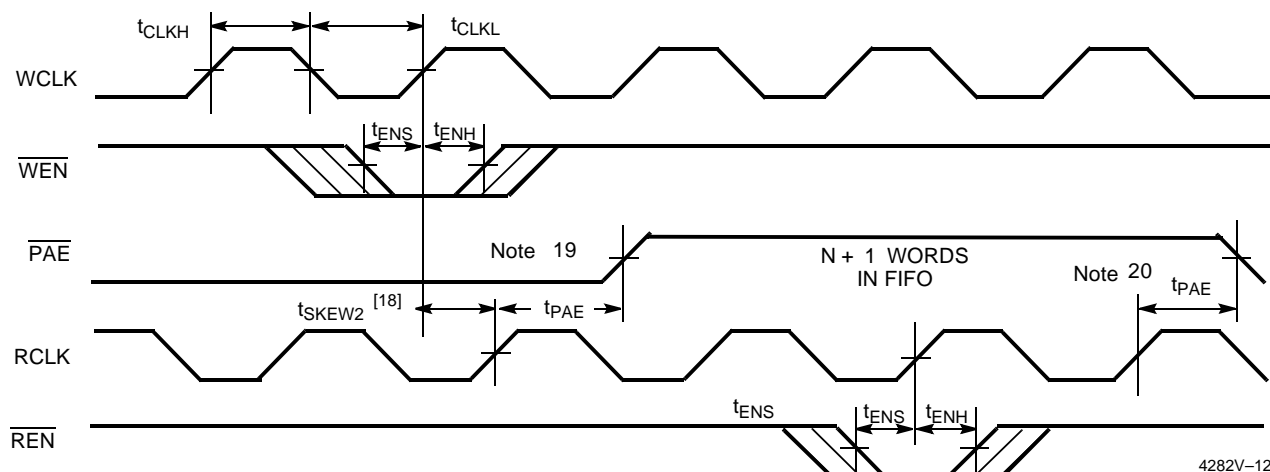 tCLKH
tCLKL
WCLK
tENS
tENH
WEN
PAE
Note 19
N + 1 WORDS
IN FIFO
Note 20
tPAE
tSKEW2 [18]
tPAE
RCLK
tENS
tENS
tENH
REN
4282V–12